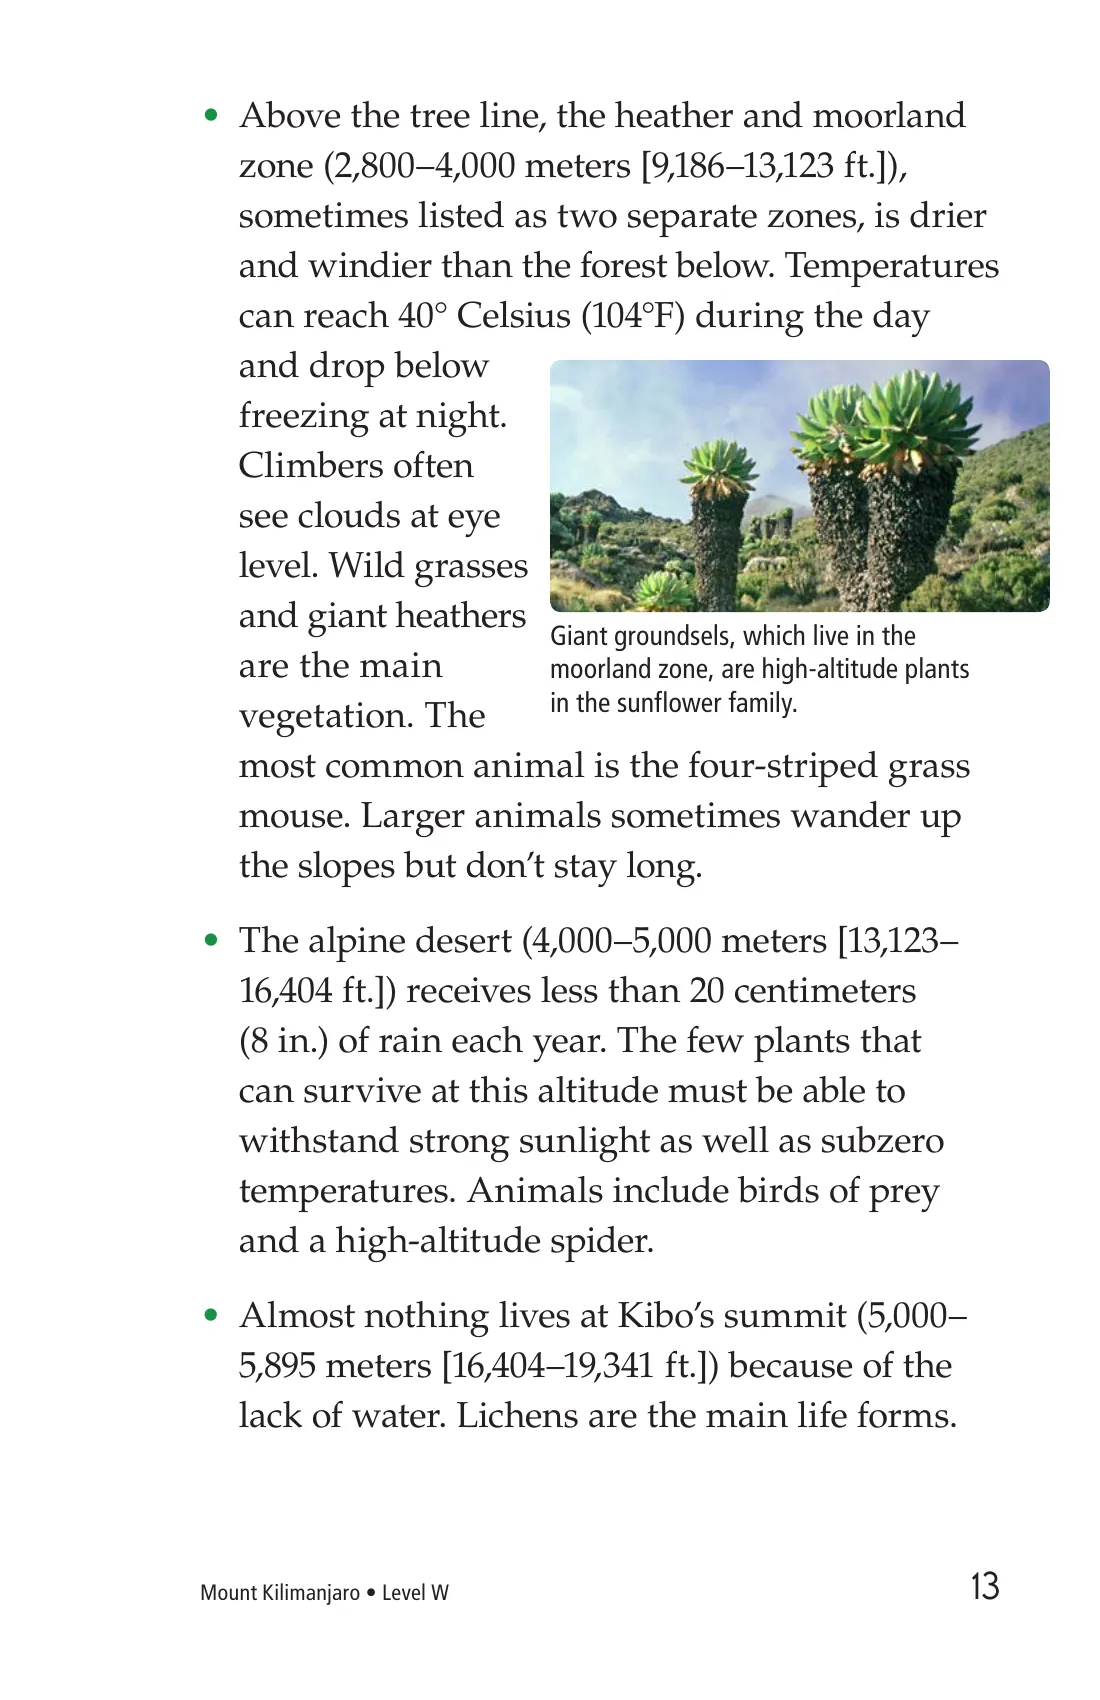 • Above the tree line, the heather and moorland
zone (2,800–4,000 meters [9,186–13,123 ft.]),
sometimes listed as two separate zones, is drier
and windier than the forest below. Temperatures
can reach 40° Celsius (104°F) during the day
and drop below
freezing at night.
Climbers often
see clouds at eye
level. Wild grasses
and giant heathers
are the main
vegetation. The
most common animal is the four-striped grass
mouse. Larger animals sometimes wander up
the slopes but don’t stay long.
Giant groundsels, which live in the
moorland zone, are high-altitude plants
in the sunflower family.
• The alpine desert (4,000–5,000 meters [13,123–
16,404 ft.]) receives less than 20 centimeters
(8 in.) of rain each year. The few plants that
can survive at this altitude must be able to
withstand strong sunlight as well as subzero
temperatures. Animals include birds of prey
and a high-altitude spider.
• Almost nothing lives at Kibo’s summit (5,000–
5,895 meters [16,404–19,341 ft.]) because of the
lack of water. Lichens are the main life forms.
Mount Kilimanjaro • Level W
13